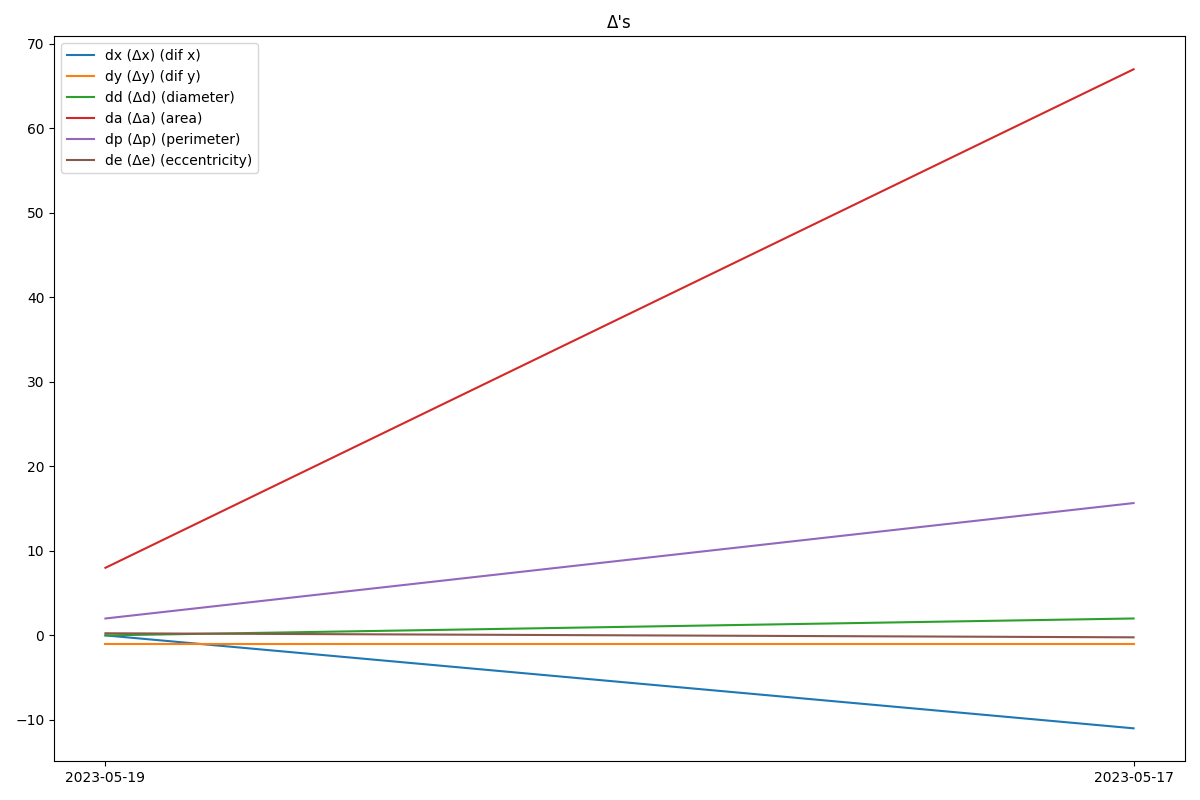 Δ's
70
60
50
40
30
20
10
0
−10
dx (Δx) (dif x)
dy (Δy) (dif y)
dd (Δd) (diameter)
da (Δa) (area)
dp (Δp) (perimeter)
de (Δe) (eccentricity)
2023-05-19
2023-05-17